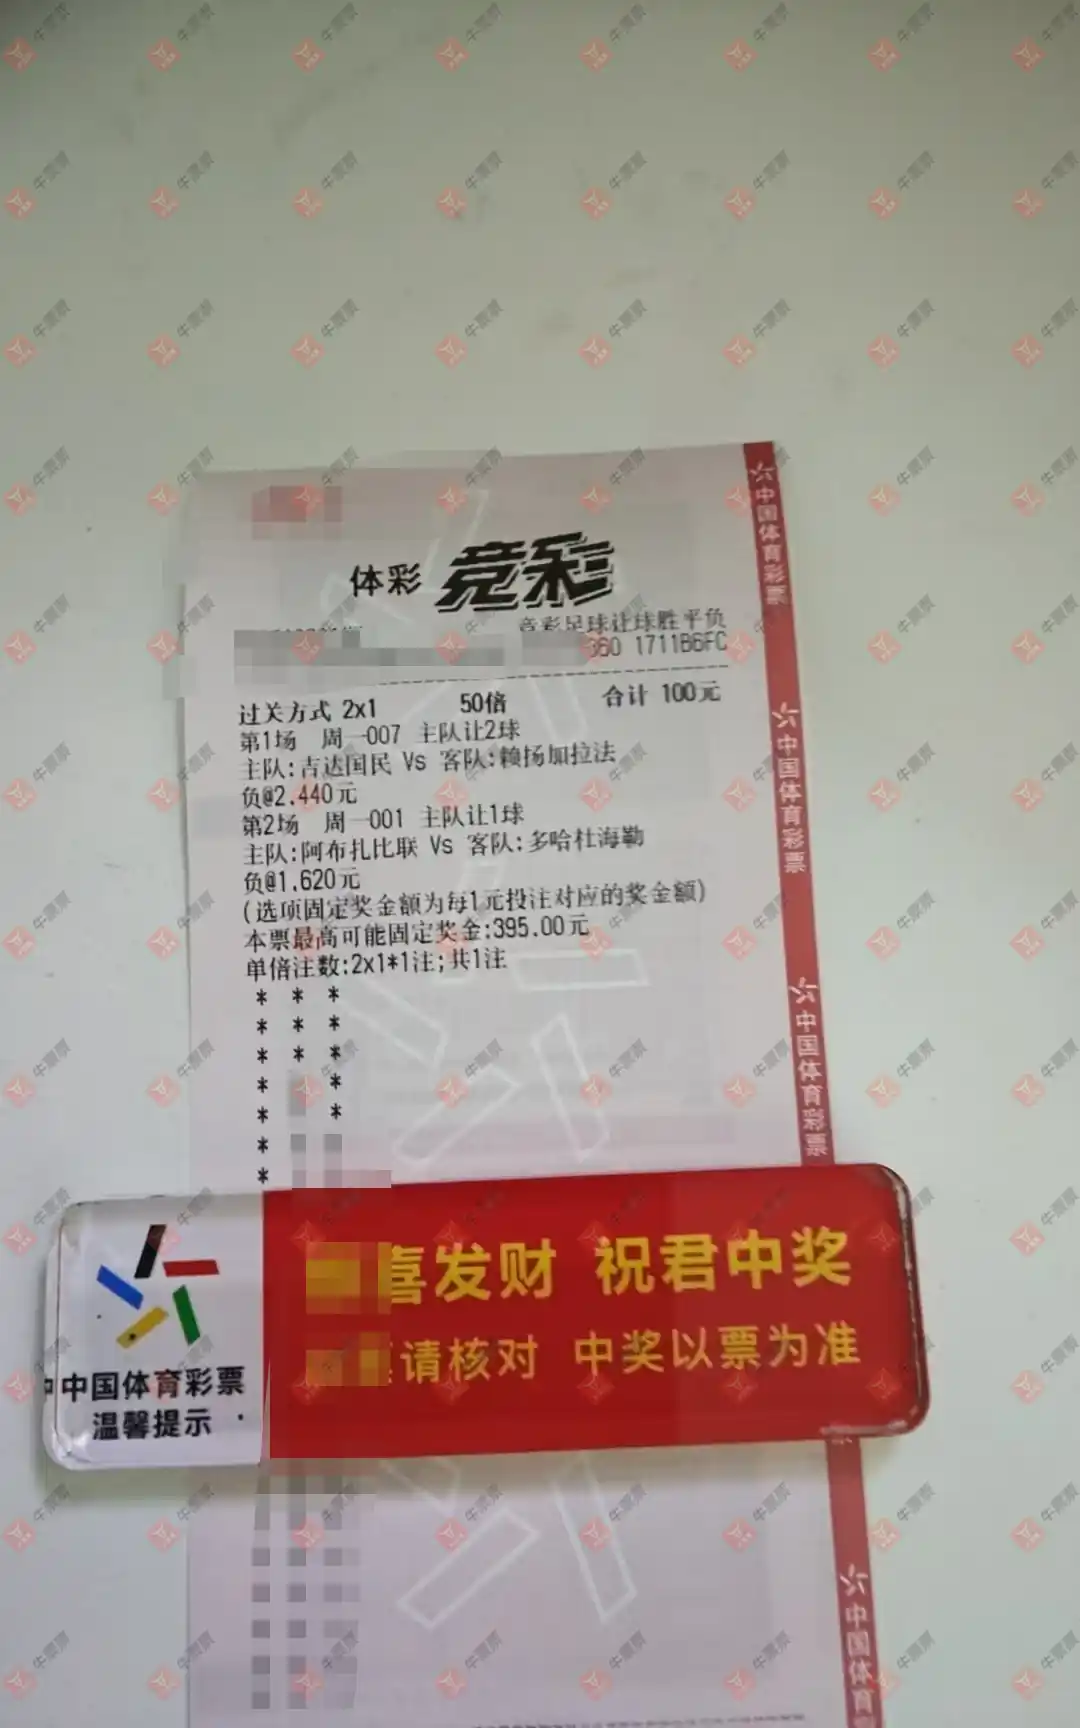 体彩 竞彩
竞彩足球让球胜平负
360 1711B6FC
过关方式 2x1 50倍 合计 100元
第1场 周一007 主队让2球
主队:吉达国民 Vs 客队:赖扬加拉法
负@2.440元
第2场 周一001 主队让1球
主队:阿布扎比联 Vs 客队:多哈杜海勒
负@1.620元
(选项固定奖金额为每1元投注对应的奖金额)
本票最高可能固定奖金:395.00元
单倍注数:2x1*1注;共1注
* * *
* * *
* * *
* *
* *
*
*
喜发财 祝君中奖
请核对 中奖以票为准
中国体育彩票
温馨提示
中国体育彩票
中国体育彩票
中国体育彩票
中国体育
牛票票